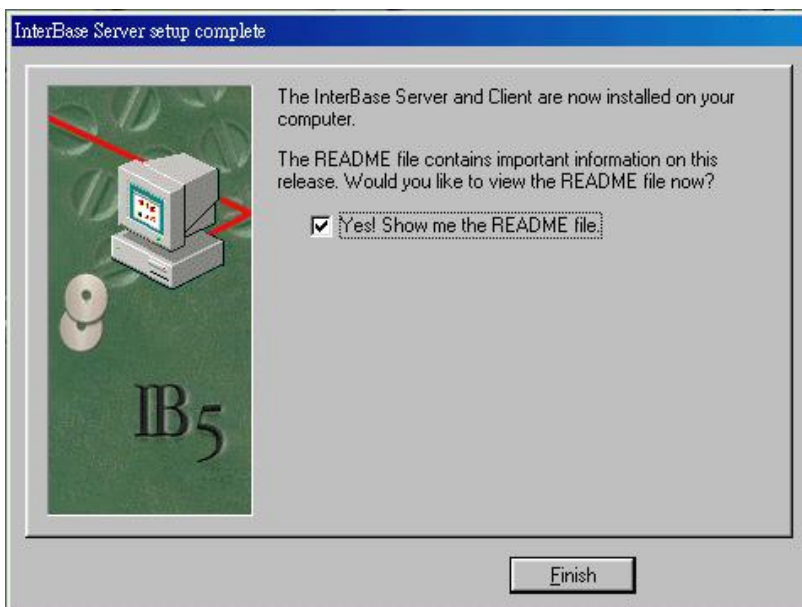 InterBase Server setup complete
The InterBase Server and Client are now installed on your
computer.
The README file contains important information on this
release. Would you like to view the README file now?
Yes! Show me the README file.
IB5
Finish